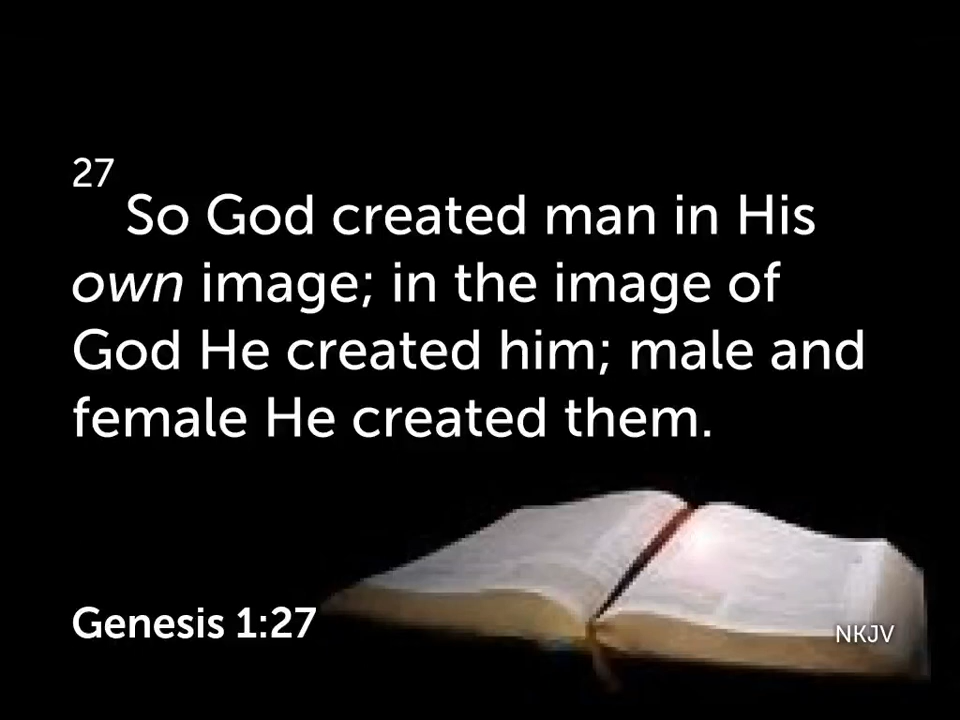 27
So God created man in His
own image; in the image of
God He created him; male and
female He created them.
Genesis 1:27
NKJV